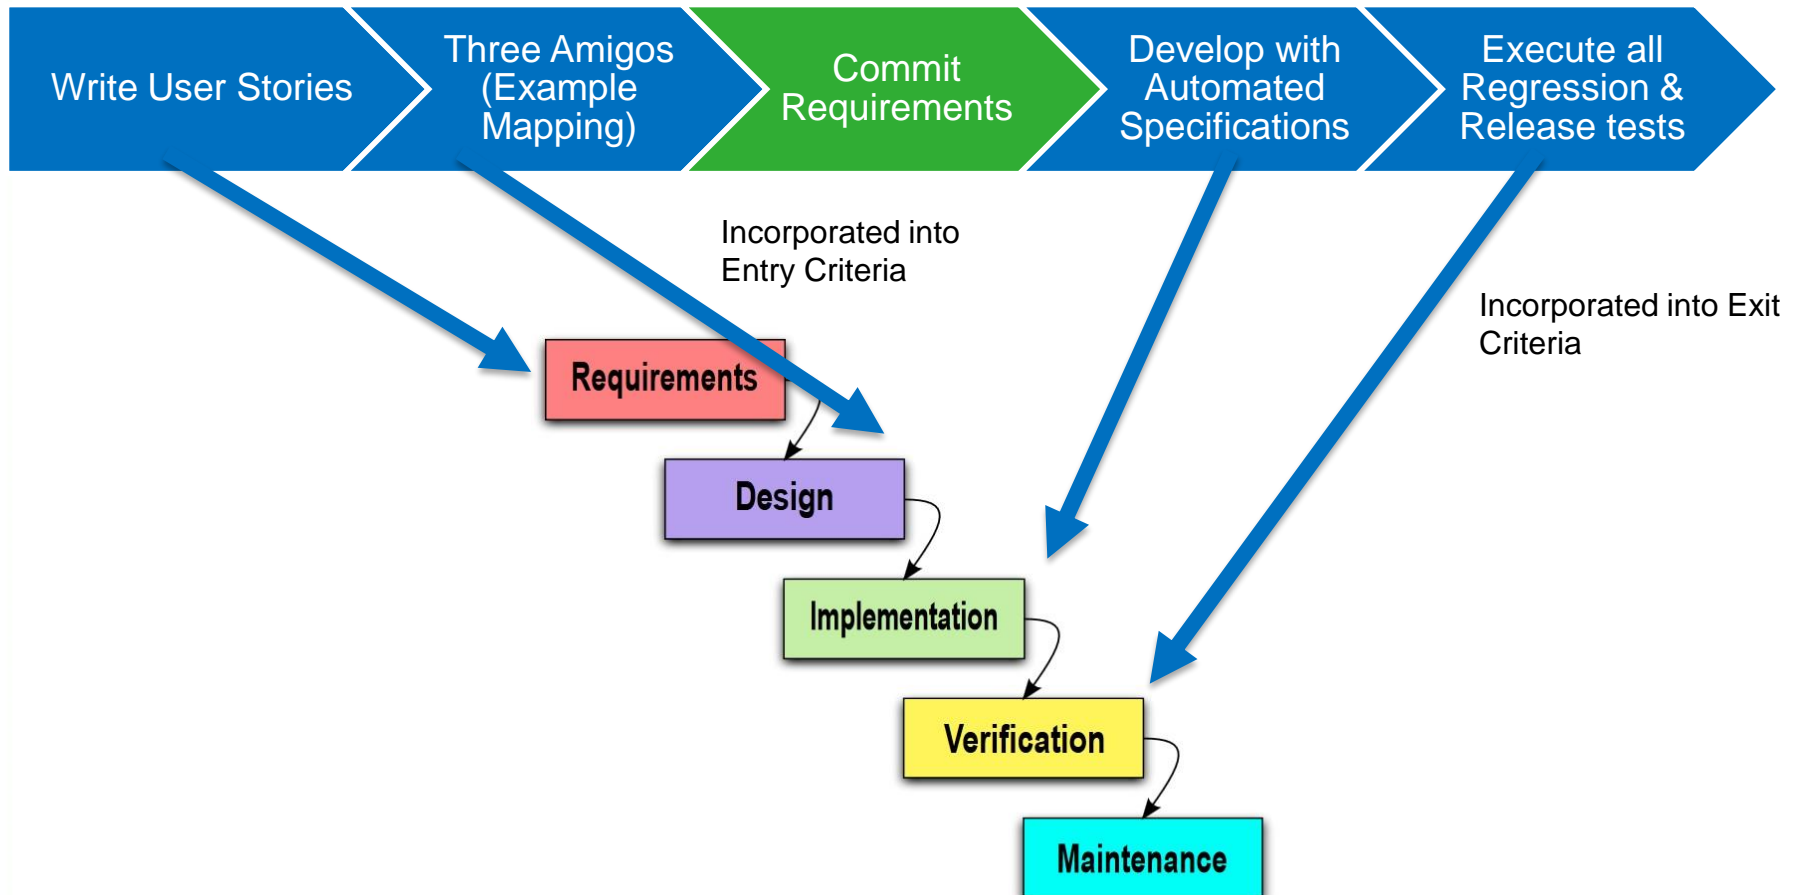 Write User Stories
Three Amigos
(Example
Mapping)
Commit
Requirements
Develop with
Automated
Specifications
Execute all
Regression &
Release tests
Incorporated into
Entry Criteria
Incorporated into Exit
Criteria
Requirements
Design
Implementation
Verification
Maintenance